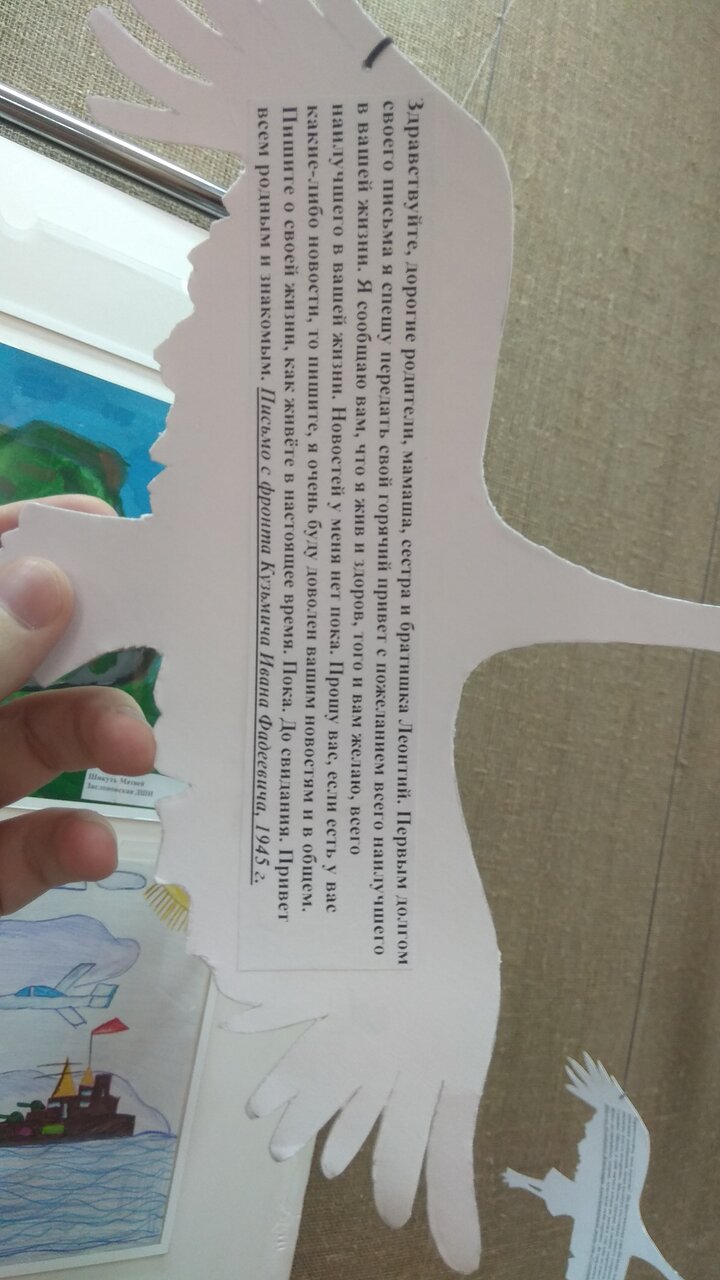 Здравствуйте, дорогие родители, мамаша, сестра и братишка Леонтий. Первым долгом
своего письма я спешу передать свой горячий привет с пожеланием всего наилучшего
в вашей жизни. Я сообщаю вам, что я жив и здоров, того и вам желаю, всего
наилучшего в вашей жизни. Новостей у меня нет пока. Прошу вас, если есть у вас
какие-либо новости, то пишите, я очень буду доволен вашим новостям и в общем.
Пишите о своей жизни, как живёте в настоящее время. Пока. До свидания. Привет
всем родным и знакомым. Письмо с фронта Кузьмича Ивана Фадеевича, 1945 г.
Шикуть Матвей
Заслоновская ДШИ